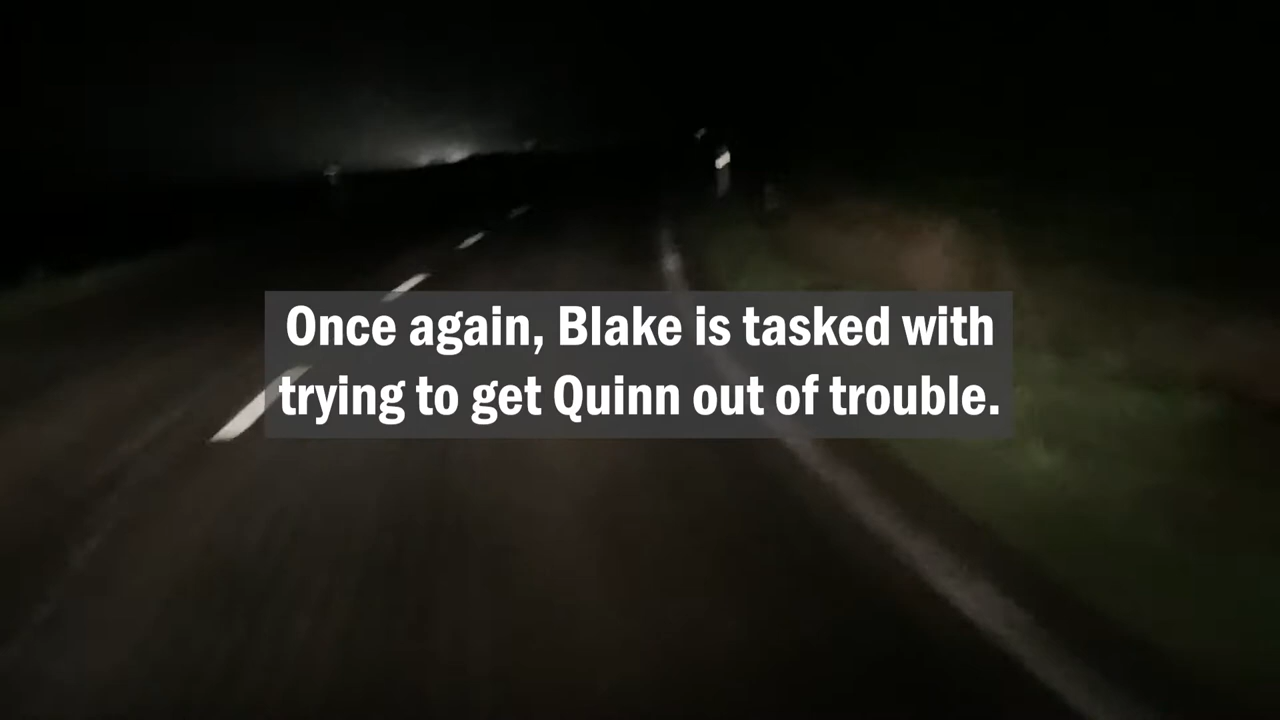 Once again, Blake is tasked with
trying to get Quinn out of trouble.